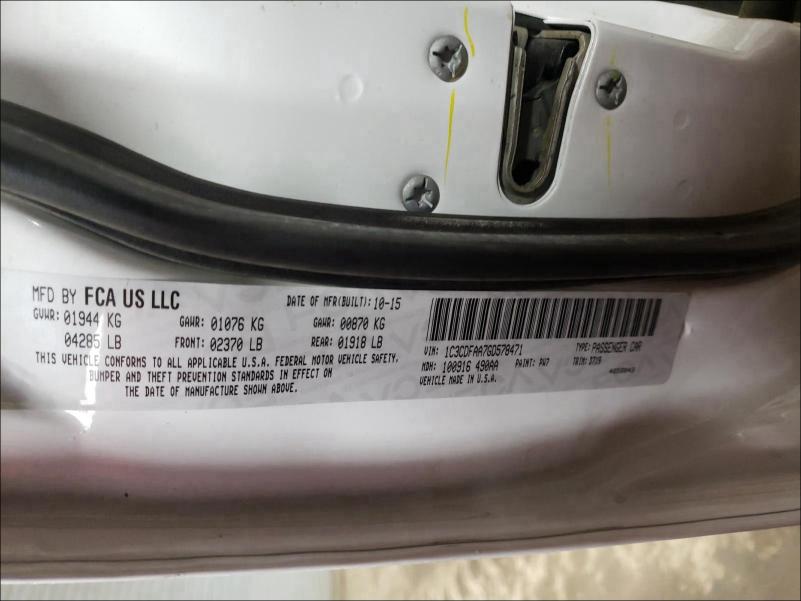 MFD BY FCA US LLC DATE OF MFR(BUILT): 10-15
GVWR: 01944 KG GAWR: 01076 KG GAWR: 00870 KG
04285 LB FRONT: 02370 LB REAR: 01918 LB
THIS VEHICLE CONFORMS TO ALL APPLICABLE U.S.A. FEDERAL MOTOR VEHICLE SAFETY,
BUMPER AND THEFT PREVENTION STANDARDS IN EFFECT ON
THE DATE OF MANUFACTURE SHOWN ABOVE.
VIN: 1C3CDFAA7GD578471 TYPE: PASSENGER CAR
MDH: 100916 490AA PAINT: PW7 TRIM: D7X9
VEHICLE MADE IN U.S.A.